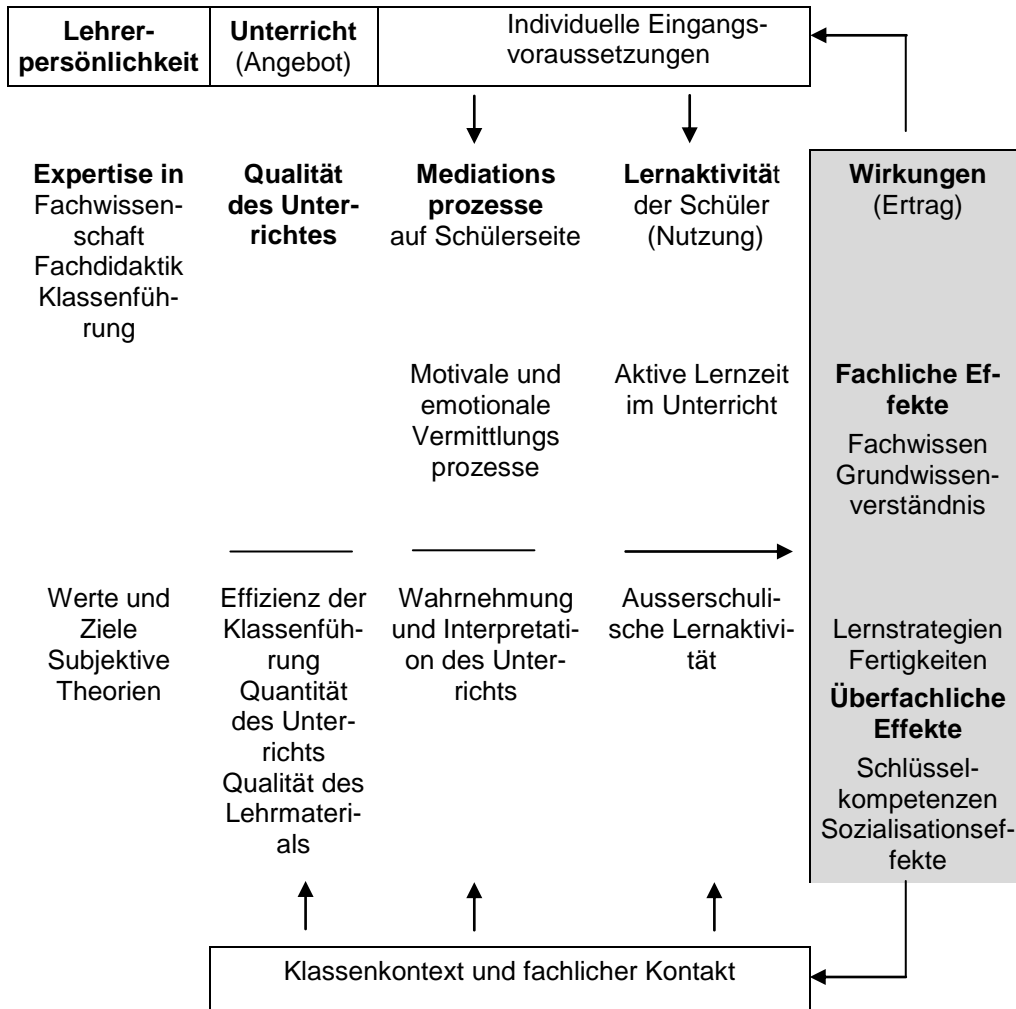 Lehrer-
persönlichkeit
Unterricht
(Angebot)
Individuelle Eingangs-
voraussetzungen
Expertise in
Fachwissen-
schaft
Fachdidaktik
Klassenfüh-
rung
Qualität
des Unter-
richtes
Mediations
prozesse
auf Schülerseite
Lernaktivität
der Schüler
(Nutzung)
Wirkungen
(Ertrag)
Motivale und
emotionale
Vermittlungs
prozesse
Aktive Lernzeit
im Unterricht
Fachliche Ef-
fekte
Fachwissen
Grundwissen-
verständnis
Werte und
Ziele
Subjektive
Theorien
Effizienz der
Klassenfüh-
rung
Quantität
des Unter-
richts
Qualität des
Lehrmateri-
als
Wahrnehmung
und Interpretati-
on des Unter-
richts
Ausserschuli-
sche Lernaktivi-
tät
Lernstrategien
Fertigkeiten
Überfachliche
Effekte
Schlüssel-
kompetenzen
Sozialisationsef-
fekte
Klassenkontext und fachlicher Kontakt